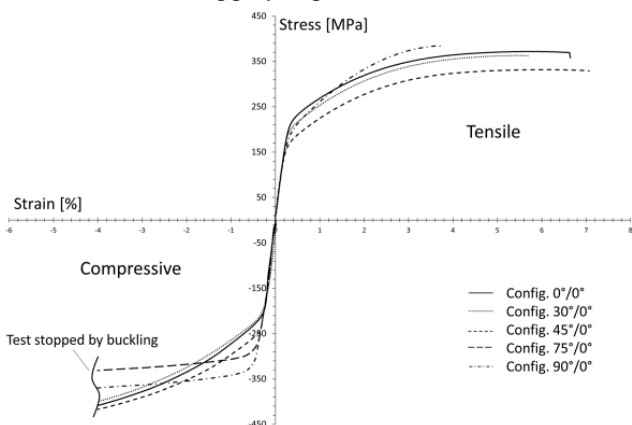 Stress [MPa]
450
350
250
150
50
-50
-150
-250
-350
-450
Tensile
Strain [%]
-6 -5 -4 -3 -2 -1 0 1 2 3 4 5 6 7 8
Compressive
Test stopped by buckling
Config. 0°/0°
Config. 30°/0°
Config. 45°/0°
Config. 75°/0°
Config. 90°/0°